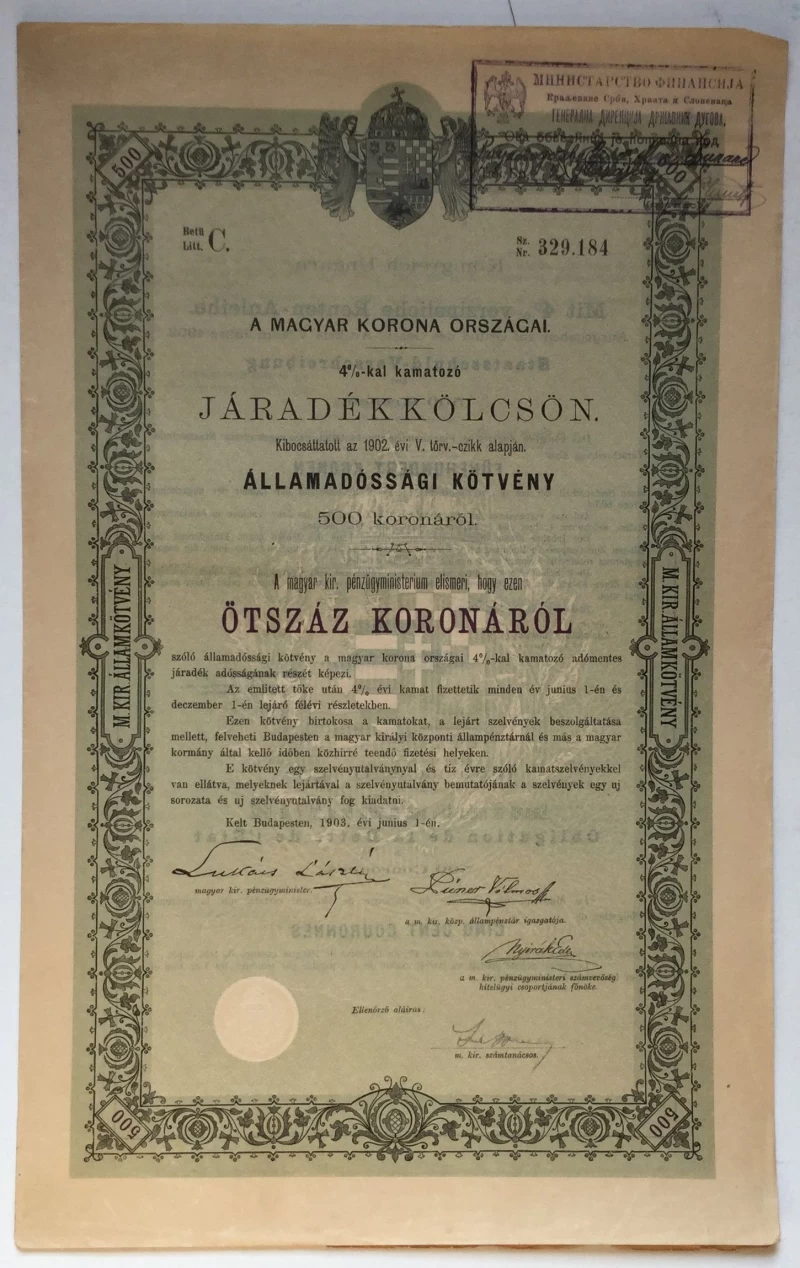 МИНИСТАРСТВО ФИНАНСИЈА
Краљевине Срба, Хрвата и Словенаца
ГЕНЕРАЛНА ДИРЕКЦИЈА ДРЖАВНИХ ДУГОВА,
500
500
Betü
Litt. C.
Sz.
Nr. 329.184
A MAGYAR KORONA ORSZÁGAI.
4%-kal kamatozó
JÁRADÉKKÖLCSÖN.
Kibocsáttatott az 1902. évi V. törv.-czikk alapján.
ÁLLAMADÓSSÁGI KÖTVÉNY
500 koronáról.
A magyar kir. pénzügyministerium elismeri, hogy ezen
ÖTSZÁZ KORONÁRÓL
szóló államadóssági kötvény a magyar korona országai 4%-kal kamatozó adómentes
járadék adósságának részét képezi.
Az emlitett tőke után 4% évi kamat fizettetik minden év junius 1-én és
deczember 1-én lejáró félévi részletekben.
Ezen kötvény birtokosa a kamatokat, a lejárt szelvények beszolgáltatása
mellett, felveheti Budapesten a magyar királyi központi állampénztárnál és más a magyar
kormány által kellő időben közhirré teendő fizetési helyeken.
E kötvény egy szelvényutalványnyal és tiz évre szóló kamatszelvényekkel
van ellátva, melyeknek lejártával a szelvényutalvány bemutatójának a szelvények egy uj
sorozata és uj szelvényutalvány fog kiadatni.
Kelt Budapesten, 1903. évi junius 1-én.
M. KIR. ÁLLAMKÖTVÉNY
M. KIR. ÁLLAMKÖTVÉNY
Lukács László
magyar kir. pénzügyminister.
Vilmos
a m. kir. közp. állampénztár igazgatója.
a m. kir. pénzügyministeri számvevőség
hitelügyi csoportjának főnöke.
Ellenőrző aláirás:
m. kir. számtanácsos.
500
500